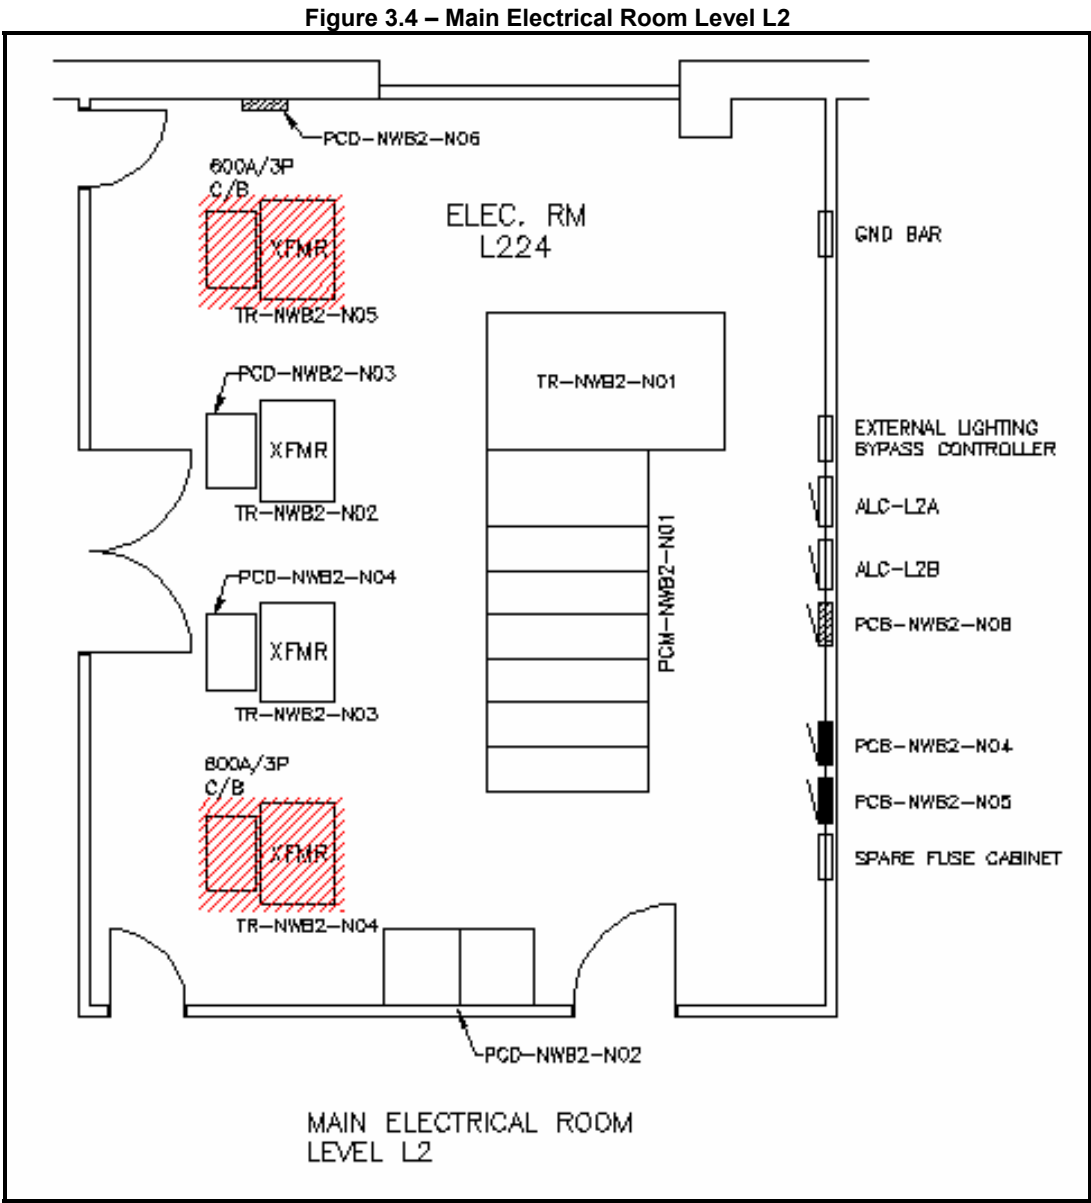 Figure 3.4 – Main Electrical Room Level L2
PCD-NWB2-N06
600A/3P
C/B
XFMR
TR-NWB2-N05
ELEC. RM
L224
GND BAR
PCD-NWB2-N03
XFMR
TR-NWB2-N02
TR-NWB2-N01
PCM-NWB2-N01
EXTERNAL LIGHTING
BYPASS CONTROLLER
ALC-L2A
ALC-L2B
PCB-NWB2-N08
PCD-NWB2-N04
XFMR
TR-NWB2-N03
PCB-NWB2-N04
PCB-NWB2-N05
SPARE FUSE CABINET
800A/3P
C/B
XFMR
TR-NWB2-N04
PCD-NWB2-N02
MAIN ELECTRICAL ROOM
LEVEL L2